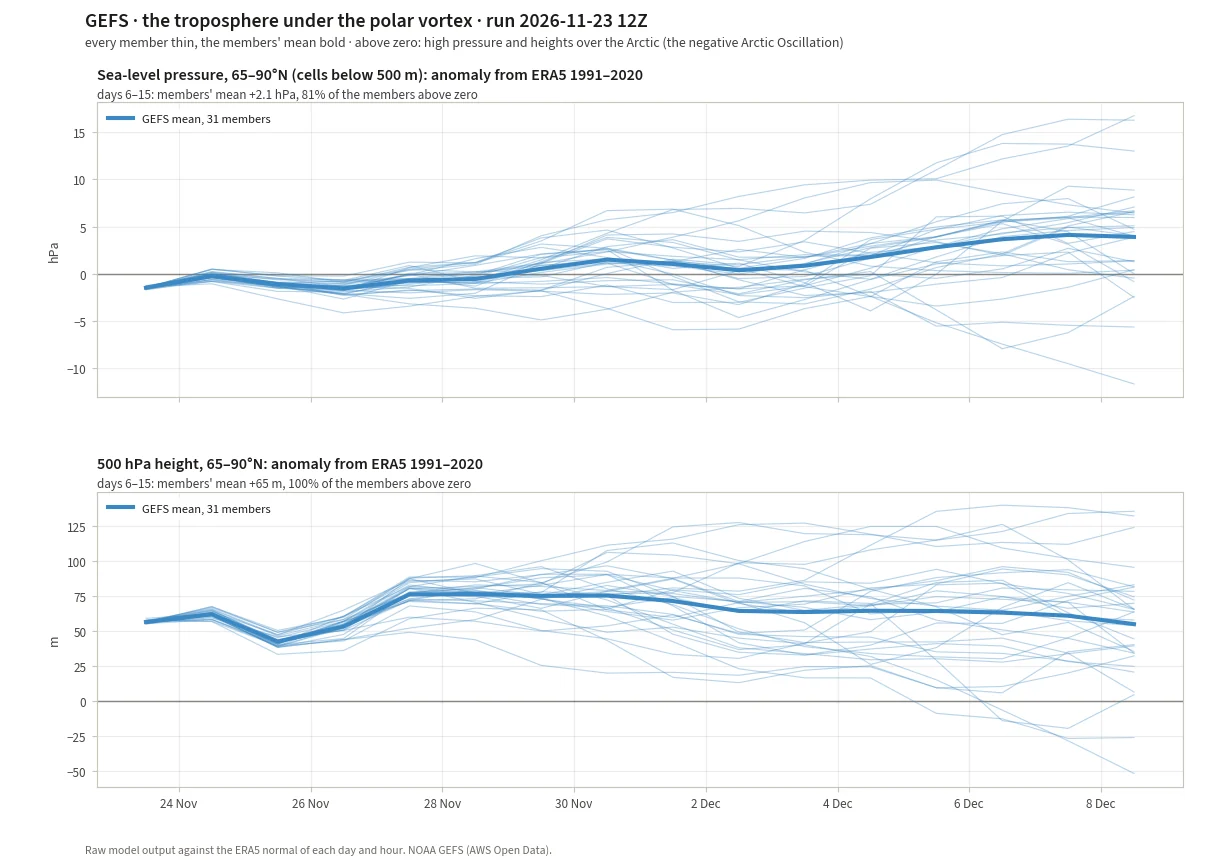 GEFS · the troposphere under the polar vortex · run 2026-11-23 12Z
every member thin, the members' mean bold · above zero: high pressure and heights over the Arctic (the negative Arctic Oscillation)
Sea-level pressure, 65–90°N (cells below 500 m): anomaly from ERA5 1991–2020
days 6–15: members' mean +2.1 hPa, 81% of the members above zero
GEFS mean, 31 members
15
10
5
0
−5
−10
hPa
500 hPa height, 65–90°N: anomaly from ERA5 1991–2020
days 6–15: members' mean +65 m, 100% of the members above zero
GEFS mean, 31 members
125
100
75
50
25
0
−25
−50
m
24 Nov 26 Nov 28 Nov 30 Nov 2 Dec 4 Dec 6 Dec 8 Dec
Raw model output against the ERA5 normal of each day and hour. NOAA GEFS (AWS Open Data).